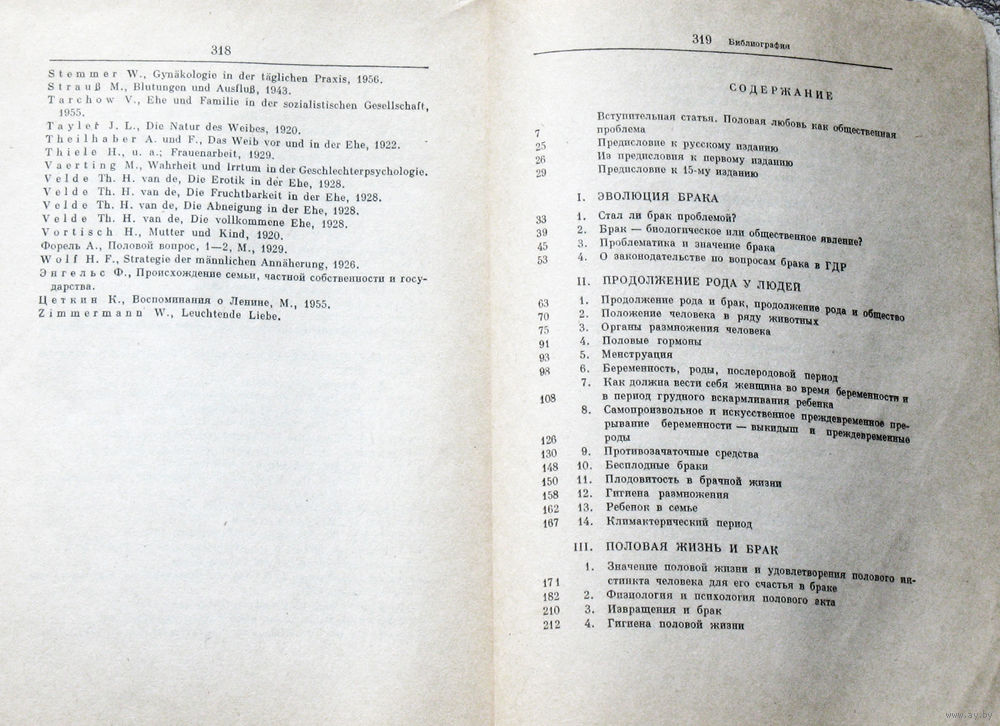 318
Stemmer W., Gynäkologie in der täglichen Praxis, 1956.
Strauß M., Blutungen und Ausfluß, 1943.
Tarchow V., Ehe und Familie in der sozialistischen Gesellschaft,
1955.
Tayler J. L., Die Natur des Weibes, 1920.
Theilhaber A. und F., Das Weib vor und in der Ehe, 1922.
Thiele H., u. a.; Frauenarbeit, 1929.
Vaerting M., Wahrheit und Irrtum in der Geschlechterpsychologie.
Velde Th. H. van de, Die Erotik in der Ehe, 1928.
Velde Th. H. van de, Die Fruchtbarkeit in der Ehe, 1928.
Velde Th. H. van de, Die Abneigung in der Ehe, 1928.
Velde Th. H. van de, Die vollkommene Ehe, 1928.
Vortisch H., Mutter und Kind, 1920.
Форель А., Половой вопрос, 1—2, М., 1929.
Wolf H. F., Strategie der männlichen Annäherung, 1926.
Энгельс Ф., Происхождение семьи, частной собственности и госу-
дарства.
Цеткин К., Воспоминания о Ленине, М., 1955.
Zimmermann W., Leuchtende Liebe.
319 Библиография
СОДЕРЖАНИЕ
Вступительная статья. Половая любовь как общественная
7 проблема
25 Предисловие к русскому изданию
26 Из предисловия к первому изданию
29 Предисловие к 15-му изданию
I. ЭВОЛЮЦИЯ БРАКА
33 1. Стал ли брак проблемой?
39 2. Брак — биологическое или общественное явление?
45 3. Проблематика и значение брака
53 4. О законодательстве по вопросам брака в ГДР
II. ПРОДОЛЖЕНИЕ РОДА У ЛЮДЕЙ
63 1. Продолжение рода и брак, продолжение рода и общество
70 2. Положение человека в ряду животных
75 3. Органы размножения человека
91 4. Половые гормоны
93 5. Менструация
98 6. Беременность, роды, послеродовой период
7. Как должна вести себя женщина во время беременности и
108 в период грудного вскармливания ребенка
8. Самопроизвольное и искусственное преждевременное пре-
рывание беременности — выкидыш и преждевременные
126 роды
130 9. Противозачаточные средства
148 10. Бесплодные браки
150 11. Плодовитость в брачной жизни
158 12. Гигиена размножения
162 13. Ребенок в семье
167 14. Климактерический период
III. ПОЛОВАЯ ЖИЗНЬ И БРАК
1. Значение половой жизни и удовлетворения полового ин-
171 стинкта человека для его счастья в браке
182 2. Физиология и психология полового акта
210 3. Извращения и брак
212 4. Гигиена половой жизни
www.ay.by